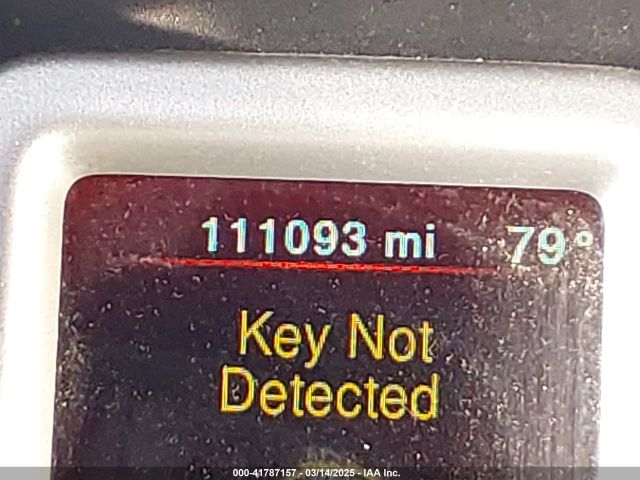 111093 mi 79°
Key Not
Detected
000-41787157 - 03/14/2025 - IAA Inc.